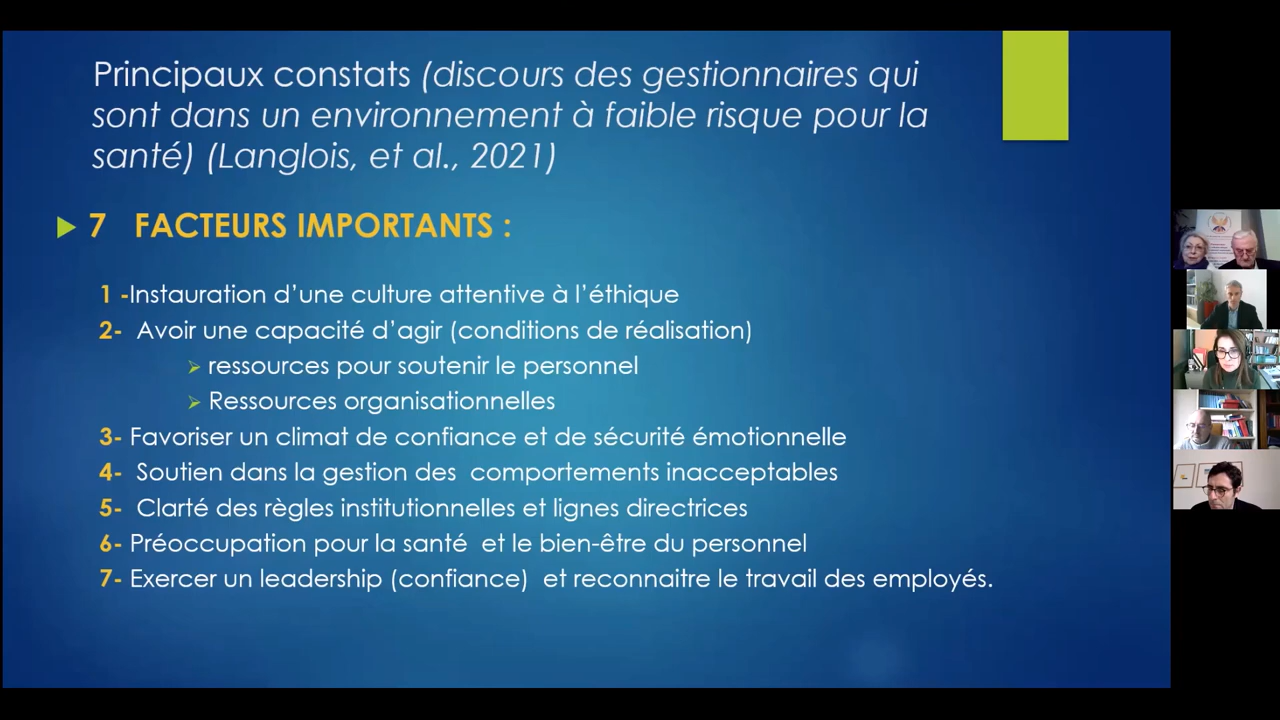 Principaux constats (discours des gestionnaires qui
sont dans un environnement à faible risque pour la
santé) (Langlois, et al., 2021)
7 FACTEURS IMPORTANTS :
1 -Instauration d’une culture attentive à l’éthique
2- Avoir une capacité d’agir (conditions de réalisation)
ressources pour soutenir le personnel
Ressources organisationnelles
3- Favoriser un climat de confiance et de sécurité émotionnelle
4- Soutien dans la gestion des comportements inacceptables
5- Clarté des règles institutionnelles et lignes directrices
6- Préoccupation pour la santé et le bien-être du personnel
7- Exercer un leadership (confiance) et reconnaitre le travail des employés.